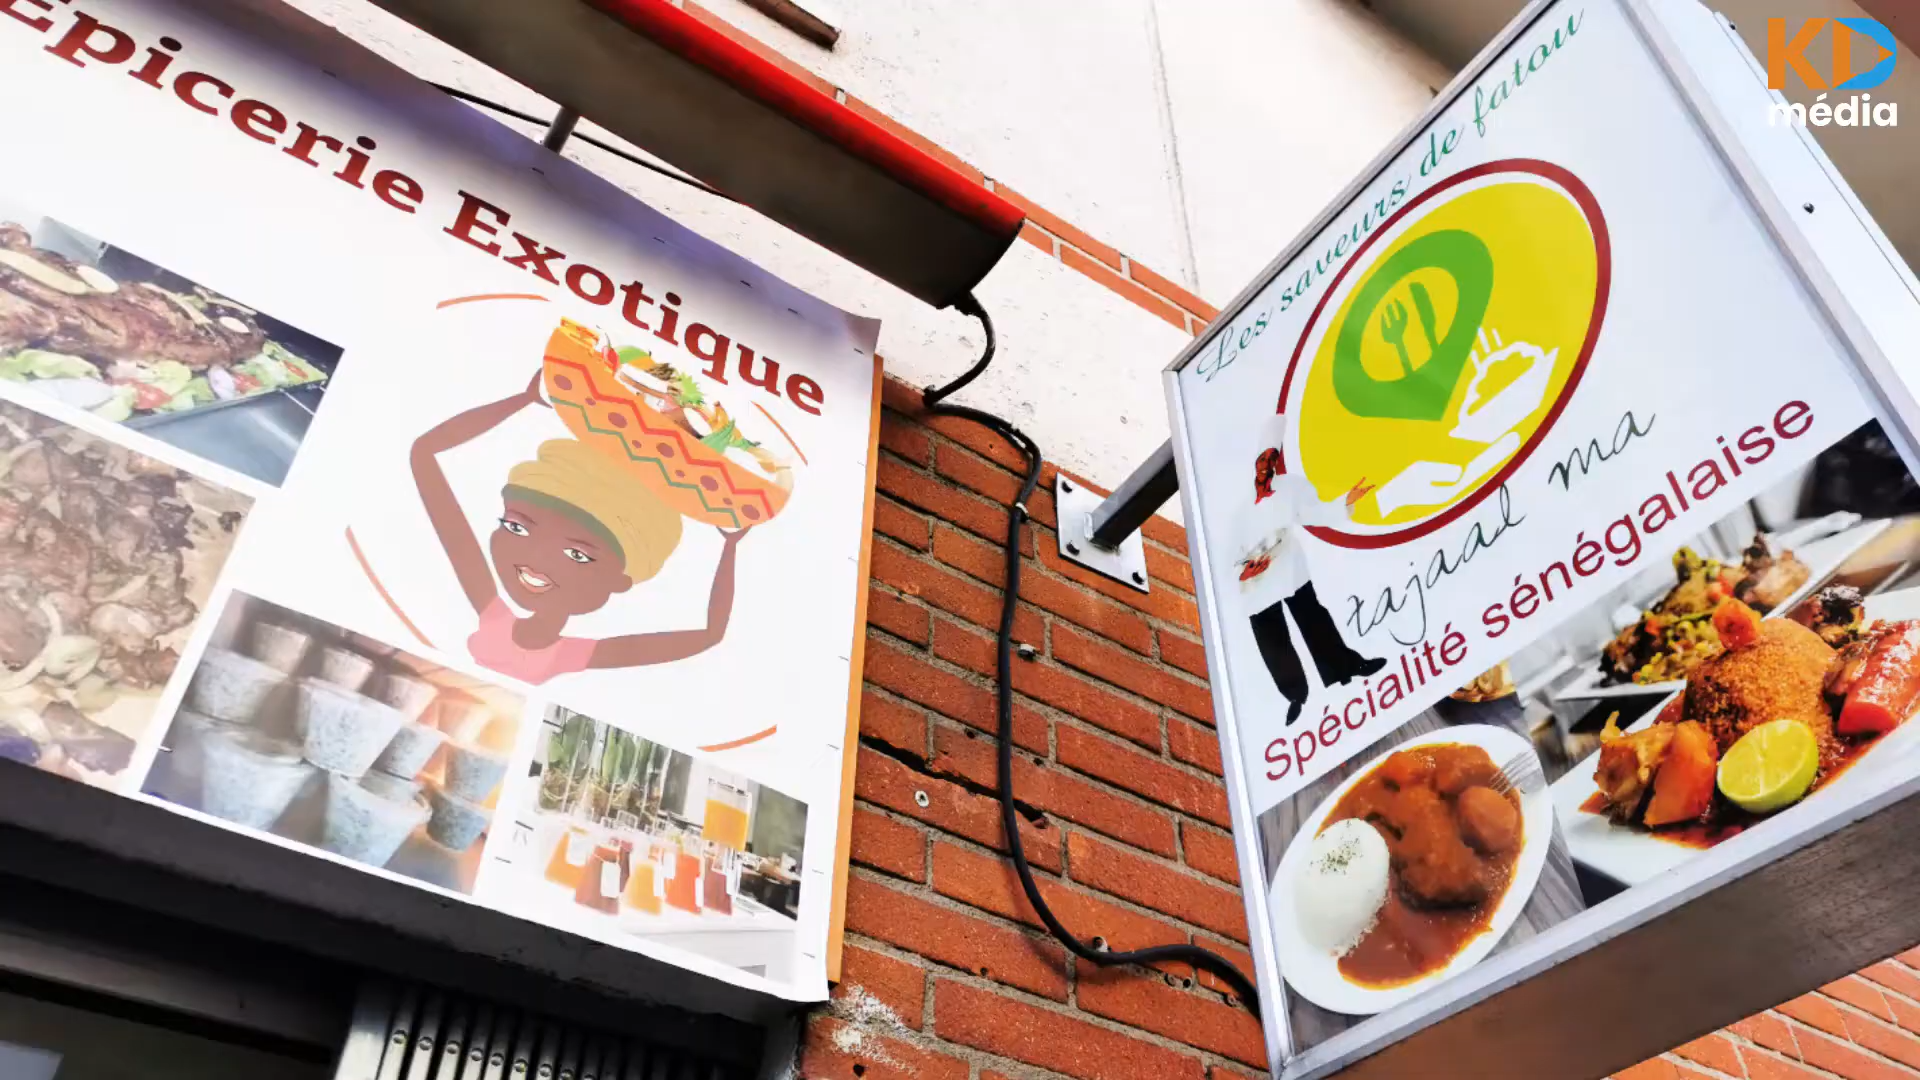 Epicerie Exotique
Les saveurs de fatou
tajaal ma
Spécialité sénégalaise
KD
média